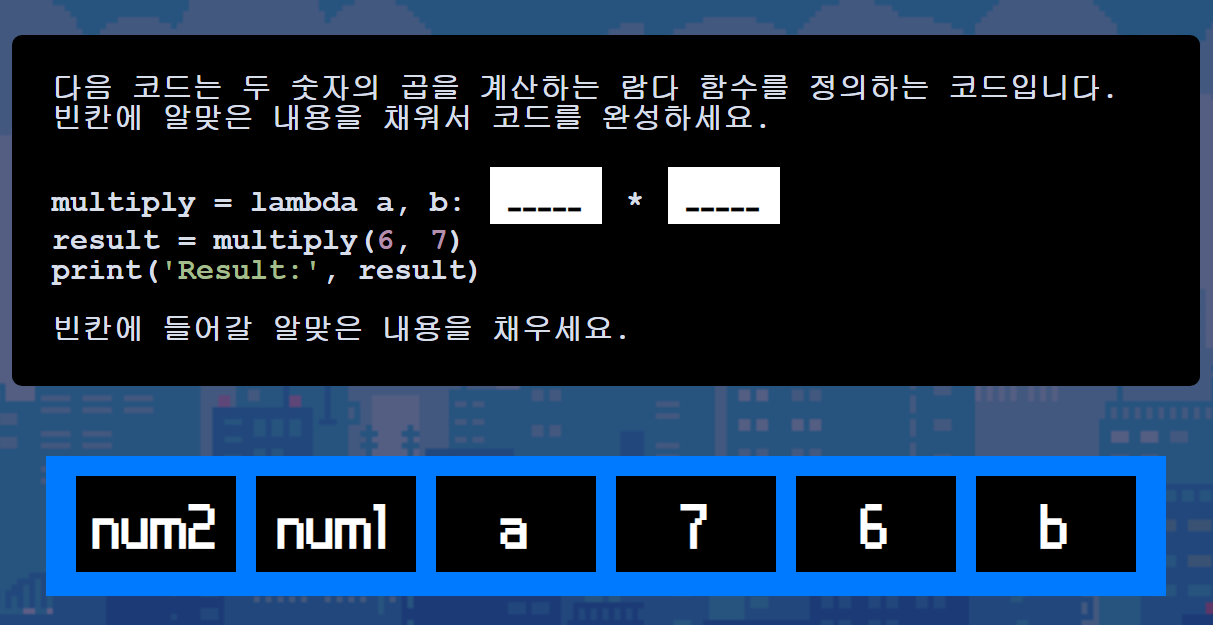 다음 코드는 두 숫자의 곱을 계산하는 람다 함수를 정의하는 코드입니다.
빈칸에 알맞은 내용을 채워서 코드를 완성하세요.
multiply = lambda a, b: _____ * _____
result = multiply(6, 7)
print('Result:', result)
빈칸에 들어갈 알맞은 내용을 채우세요.
num2 num1 a 7 6 b